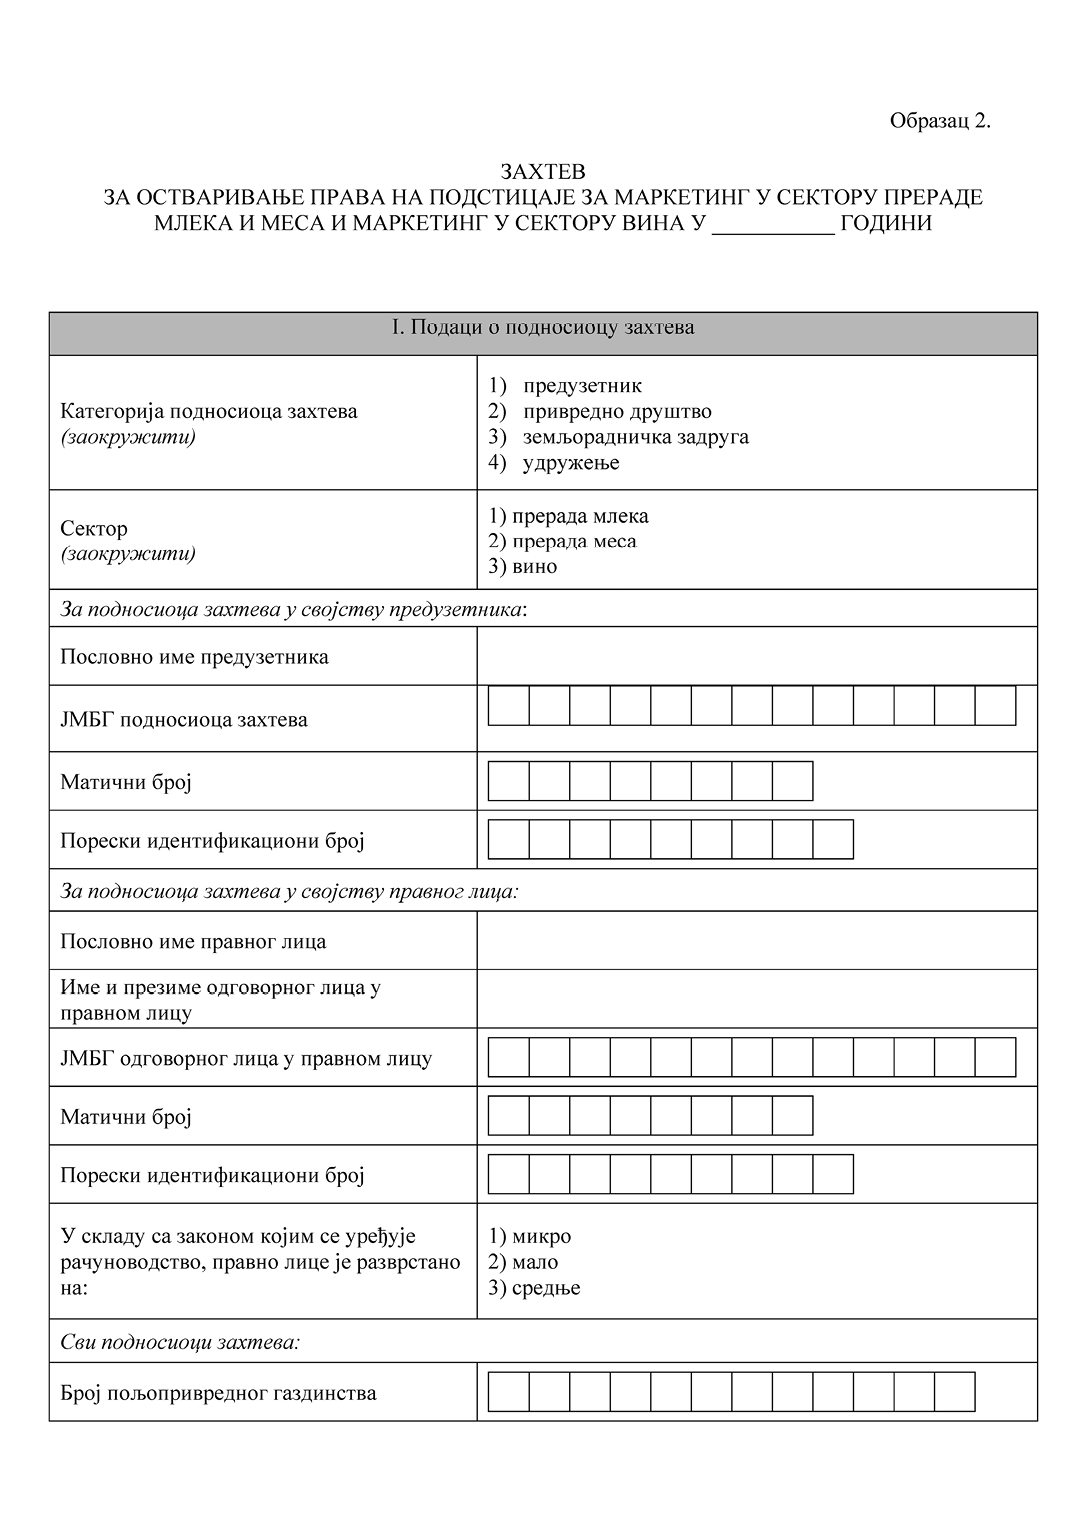 Образац 2.
ЗАХТЕВ
ЗА ОСТВАРИВАЊЕ ПРАВА НА ПОДСТИЦАЈЕ ЗА МАРКЕТИНГ У СЕКТОРУ ПРЕРАДЕ
МЛЕКА И МЕСА И МАРКЕТИНГ У СЕКТОРУ ВИНА У ___________ ГОДИНИ
I. Подаци о подносиоцу захтева
Категорија подносиоца захтева
(заокружити)
1) предузетник
2) привредно друштво
3) земљорадничка задруга
4) удружење
Сектор
(заокружити)
1) прерада млека
2) прерада меса
3) вино
За подносиоца захтева у својству предузетника:
Пословно име предузетника
ЈМБГ подносиоца захтева
Матични број
Порески идентификациони број
За подносиоца захтева у својству правног лица:
Пословно име правног лица
Име и презиме одговорног лица у
правном лицу
ЈМБГ одговорног лица у правном лицу
Матични број
Порески идентификациони број
У складу са законом којим се уређује
рачуноводство, правно лице је разврстано
на:
1) микро
2) мало
3) средње
Сви подносиоци захтева:
Број пољопривредног газдинства